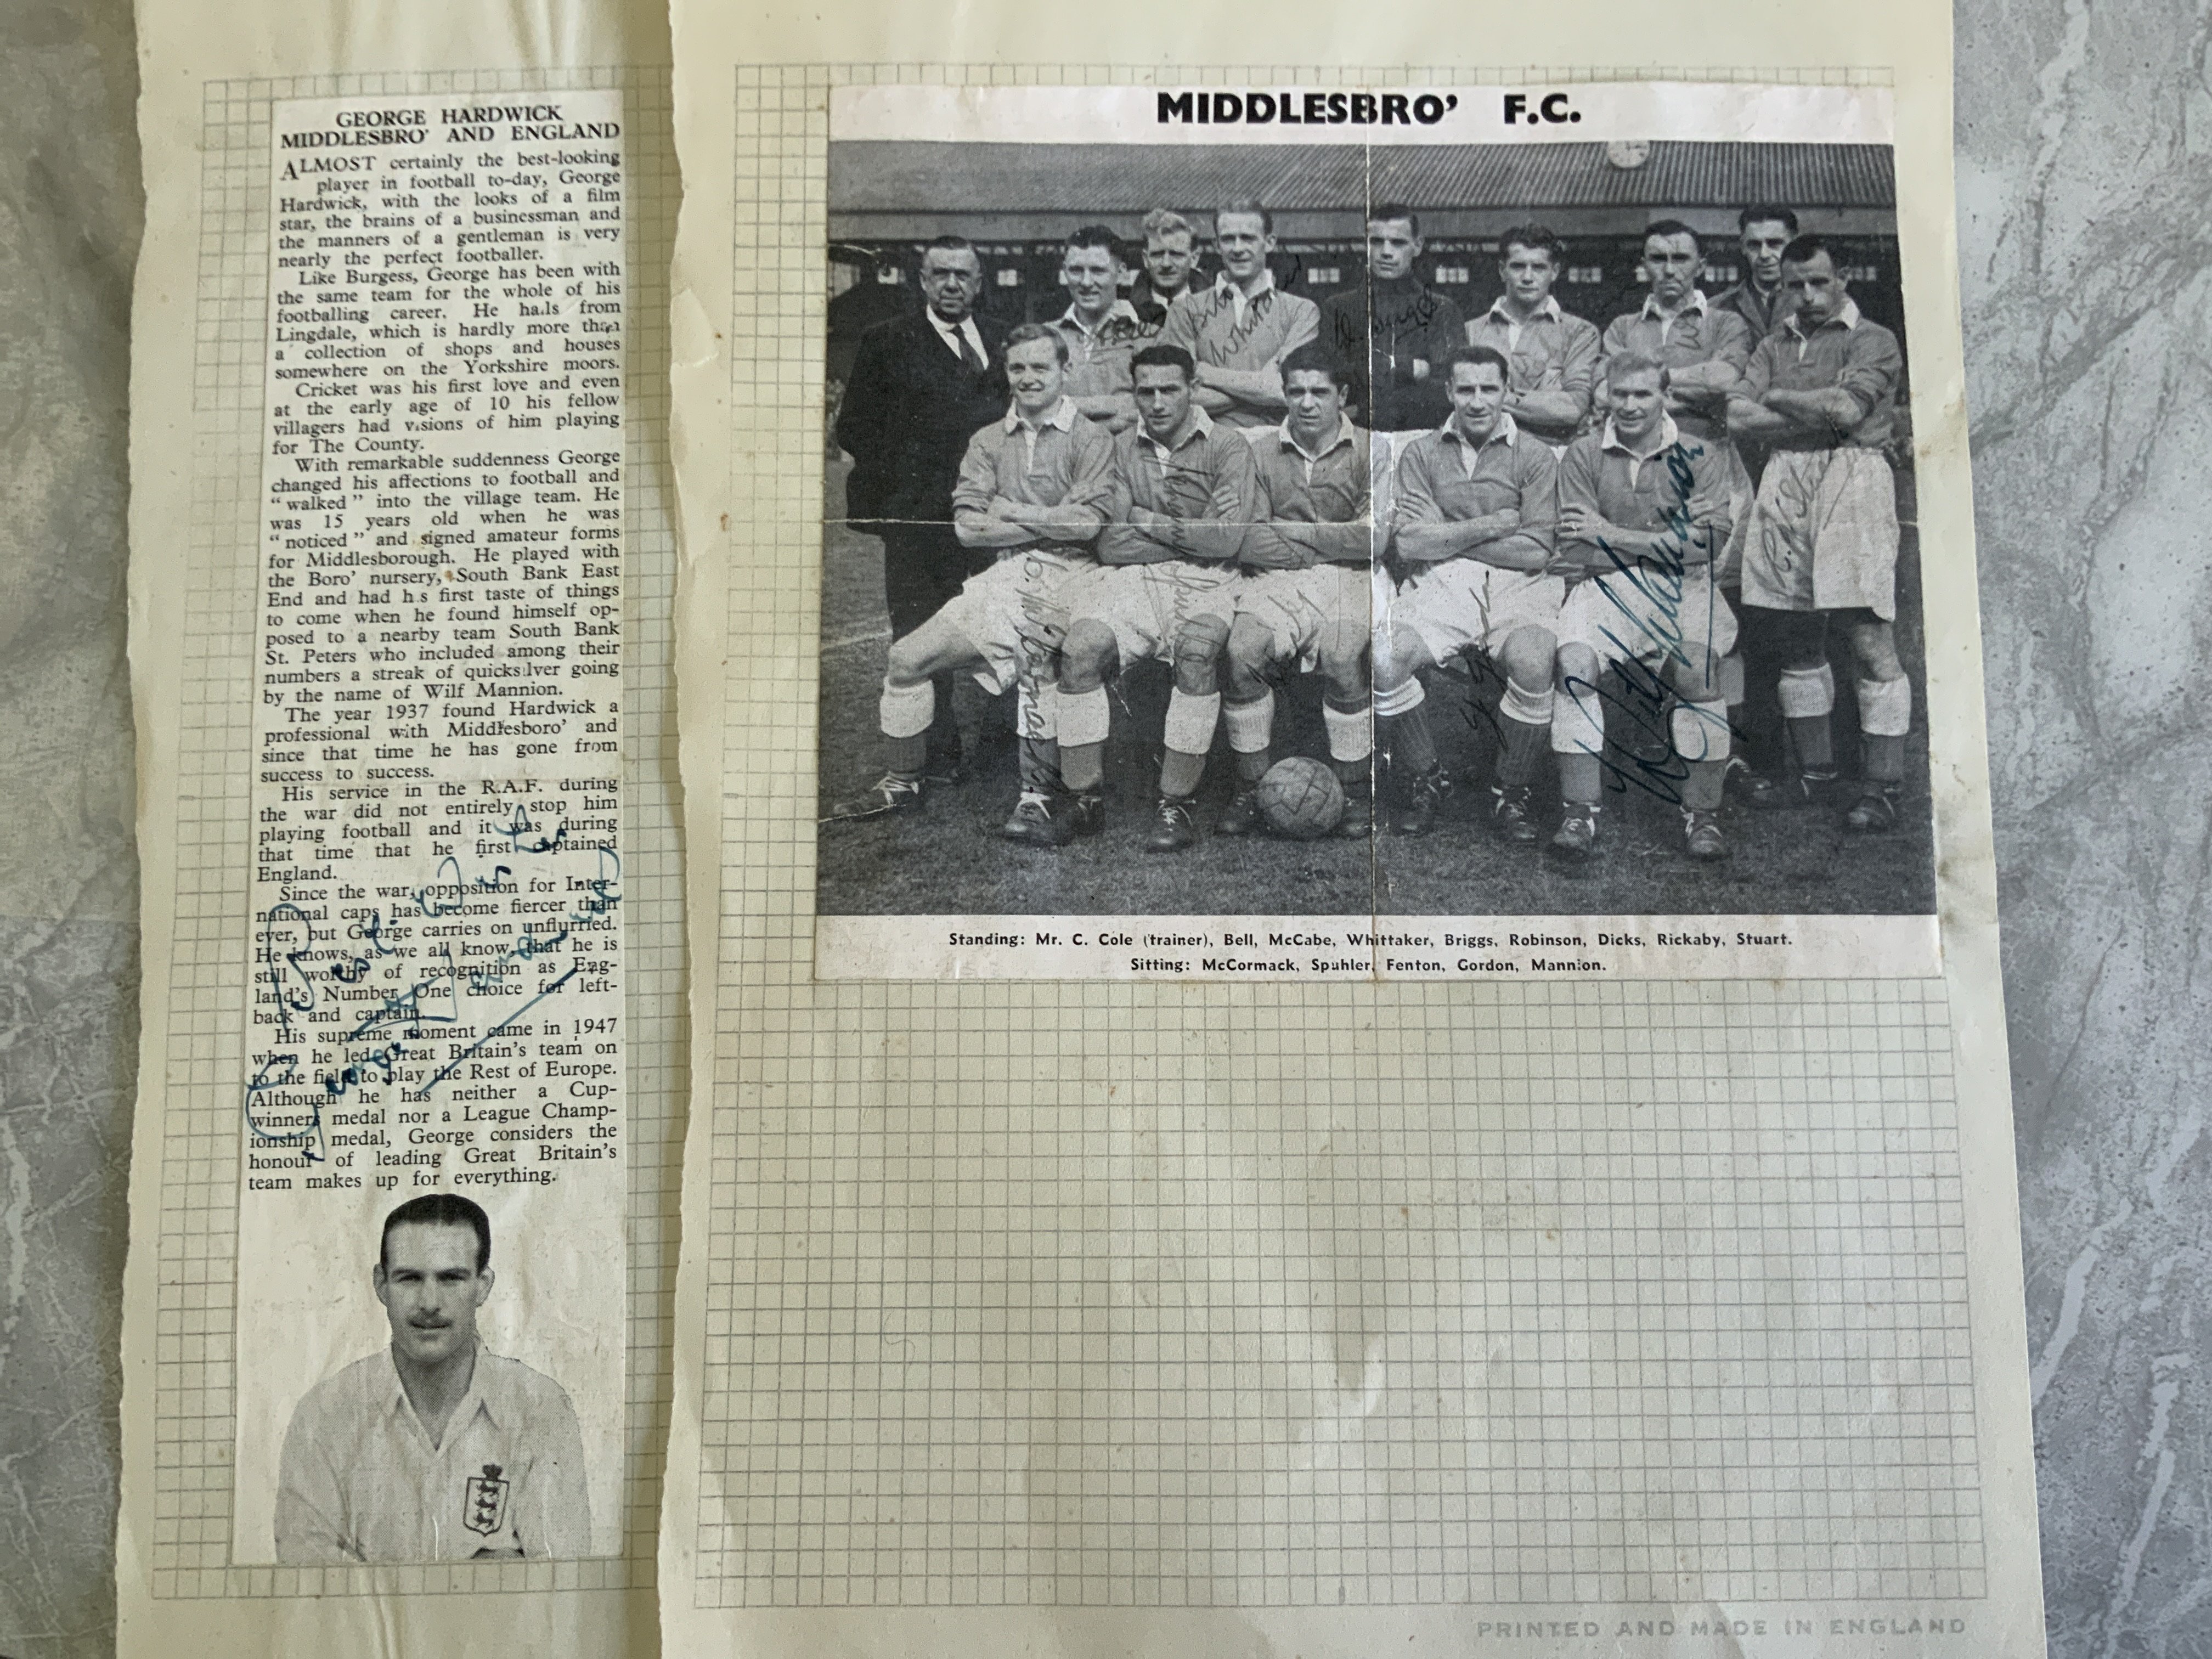 GEORGE HARDWICK
MIDDLESBRO' AND ENGLAND
ALMOST certainly the best-looking
player in football to-day, George
Hardwick, with the looks of a film
star, the brains of a businessman and
the manners of a gentleman is very
nearly the perfect footballer.
Like Burgess, George has been with
the same team for the whole of his
footballing career. He hails from
Lingdale, which is hardly more than
a collection of shops and houses
somewhere on the Yorkshire moors.
Cricket was his first love and even
at the early age of 10 his fellow
villagers had visions of him playing
for The County.
With remarkable suddenness George
changed his affections to football and
“ walked ” into the village team. He
was 15 years old when he was
“ noticed ” and signed amateur forms
for Middlesborough. He played with
the Boro' nursery, South Bank East
End and had his first taste of things
to come when he found himself op-
posed to a nearby team South Bank
St. Peters who included among their
numbers a streak of quicksilver going
by the name of Wilf Mannion.
The year 1937 found Hardwick a
professional with Middlesboro' and
since that time he has gone from
success to success.
His service in the R.A.F. during
the war did not entirely stop him
playing football and it was during
that time that he first captained
England.
Since the war, opposition for Inter-
national caps has become fiercer than
ever, but George carries on unflurried.
He knows, as we all know, that he is
still worthy of recognition as Eng-
land's Number One choice for left-
back and captain.
His supreme moment came in 1947
when he led Great Britain's team on
to the field to play the Rest of Europe.
Although he has neither a Cup-
winners medal nor a League Champ-
ionship medal, George considers the
honour of leading Great Britain's
team makes up for everything.
Best Wishes
George Hardwick
MIDDLESBRO' F.C.
Bill Whitaker
Wilf Mannion
Standing: Mr. C. Cole (trainer), Bell, McCabe, Whittaker, Briggs, Robinson, Dicks, Rickaby, Stuart.
Sitting: McCormack, Spuhler, Fenton, Gordon, Mannion.
PRINTED AND MADE IN ENGLAND